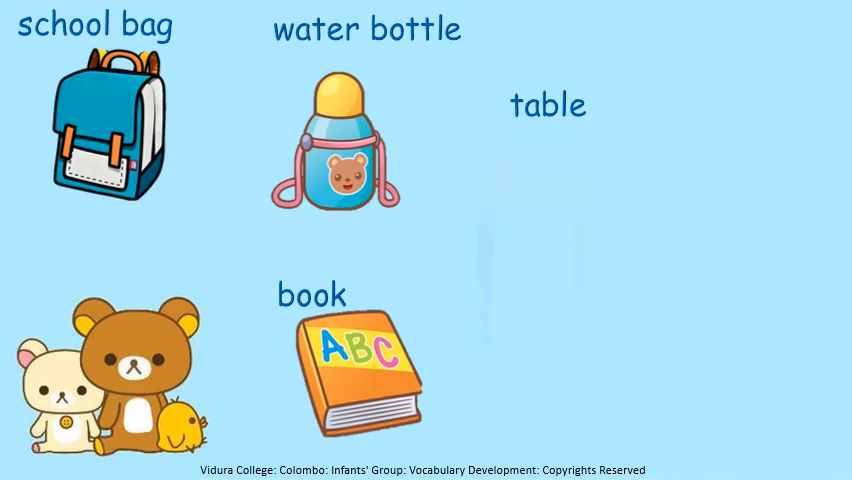 school bag
water bottle
table
book
ABC
Vidura College: Colombo: Infants' Group: Vocabulary Development: Copyrights Reserved